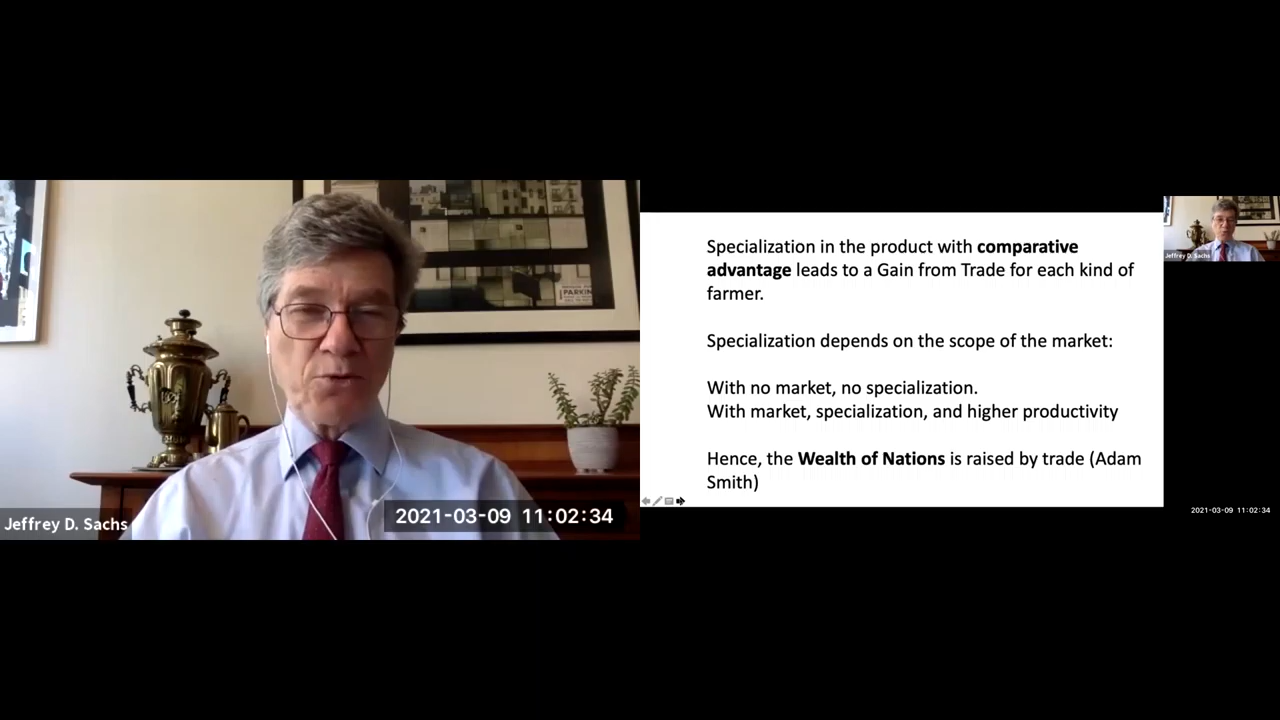 PARKIN
Jeffrey D. Sachs
2021-03-09 11:02:34
Specialization in the product with comparative
advantage leads to a Gain from Trade for each kind of
farmer.
Specialization depends on the scope of the market:
With no market, no specialization.
With market, specialization, and higher productivity
Hence, the Wealth of Nations is raised by trade (Adam
Smith)
Jeffrey D. Sachs
2021-03-09 11:02:34